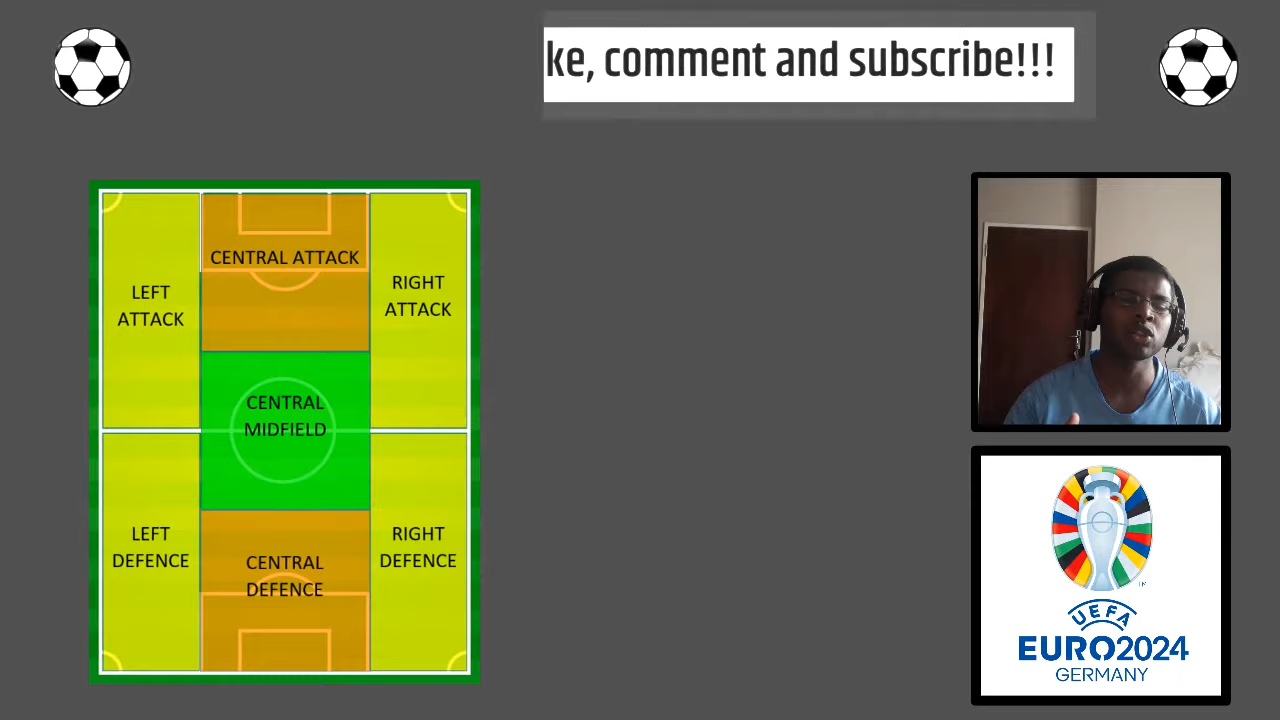 ke, comment and subscribe!!!
CENTRAL ATTACK
LEFT
ATTACK
RIGHT
ATTACK
CENTRAL
MIDFIELD
LEFT
DEFENCE
RIGHT
DEFENCE
CENTRAL
DEFENCE
UEFA
EURO2024
GERMANY